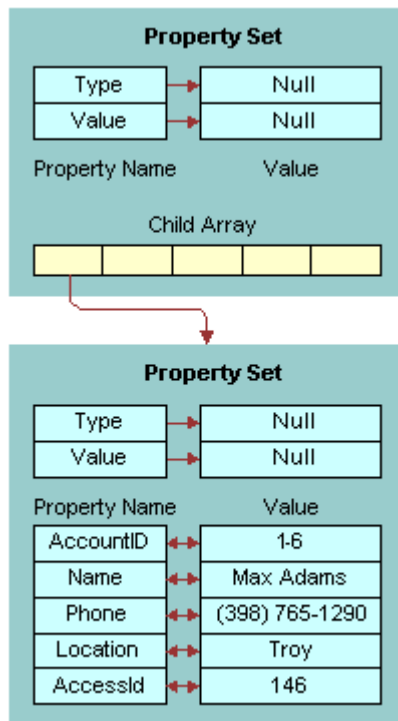 Property Set
Type Null
Value Null
Property Name Value
Child Array
Property Set
Type Null
Value Null
Property Name Value
AccountID 1-6
Name Max Adams
Phone (398) 765-1290
Location Troy
AccessId 146